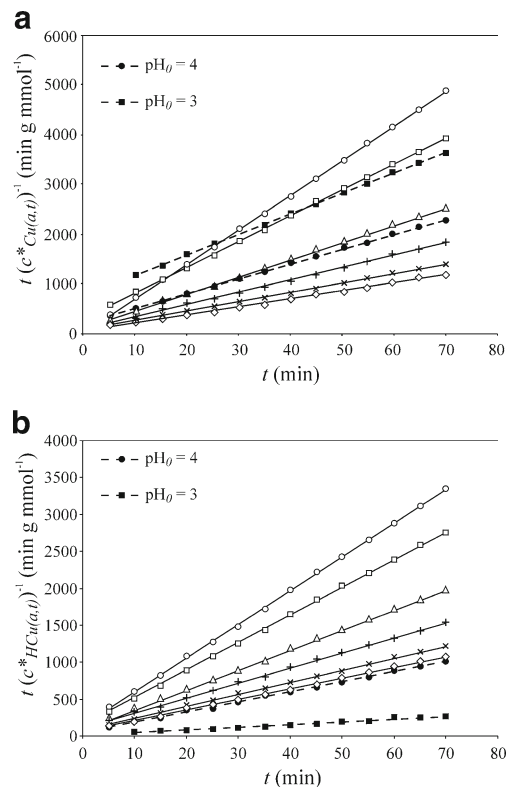 a
t (c*Cu(a,t))⁻¹ (min g mmol⁻¹)
6000
5000
4000
3000
2000
1000
0
pH0 = 4
pH0 = 3
0 10 20 30 40 50 60 70 80
t (min)
b
t (c*HCu(a,t))⁻¹ (min g mmol⁻¹)
4000
3500
3000
2500
2000
1500
1000
500
0
pH0 = 4
pH0 = 3
0 10 20 30 40 50 60 70 80
t (min)